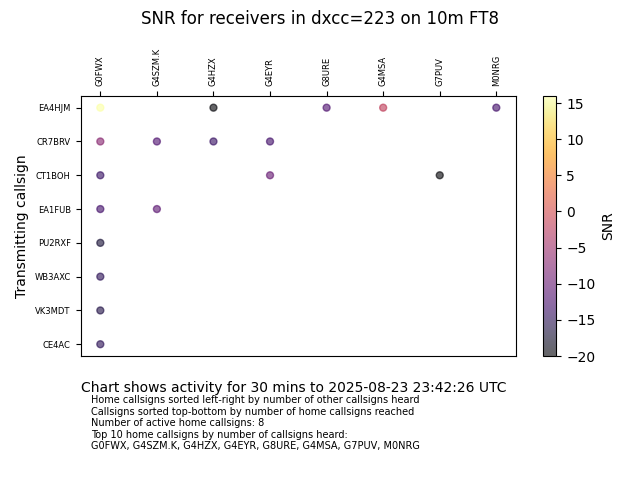 SNR for receivers in dxcc=223 on 10m FT8
G0FWX G4SZM.K G4HZX G4EYR G8URE G4MSA G7PUV M0NRG
EA4HJM
CR7BRV
CT1BOH
EA1FUB
PU2RXF
WB3AXC
VK3MDT
CE4AC
Transmitting callsign
15
10
5
0
−5
−10
−15
−20
SNR
Chart shows activity for 30 mins to 2025-08-23 23:42:26 UTC
Home callsigns sorted left-right by number of other callsigns heard
Callsigns sorted top-bottom by number of home callsigns reached
Number of active home callsigns: 8
Top 10 home callsigns by number of callsigns heard:
G0FWX, G4SZM.K, G4HZX, G4EYR, G8URE, G4MSA, G7PUV, M0NRG